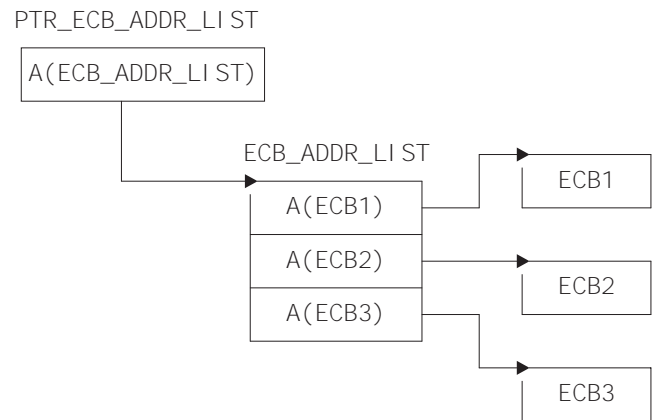 PTR_ECB_ADDR_LIST
A(ECB_ADDR_LIST)
ECB_ADDR_LIST
A(ECB1)
A(ECB2)
A(ECB3)
ECB1
ECB2
ECB3